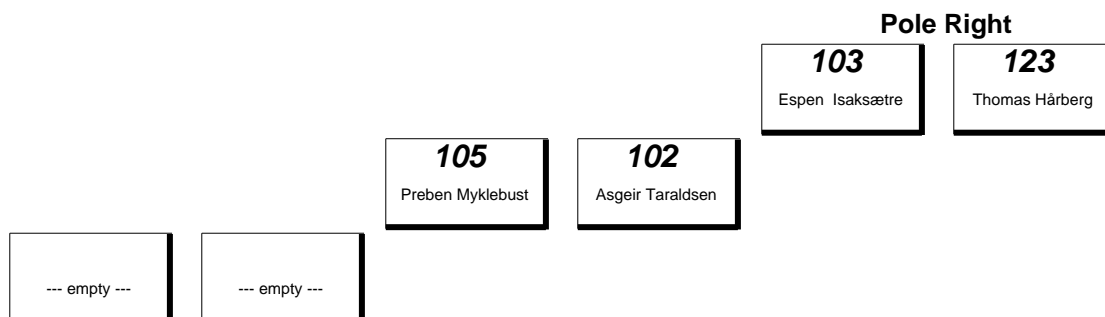 Pole Right
103 123
Espen Isaksætre Thomas Hårberg
105 102
Preben Myklebust Asgeir Taraldsen
--- empty --- --- empty ---